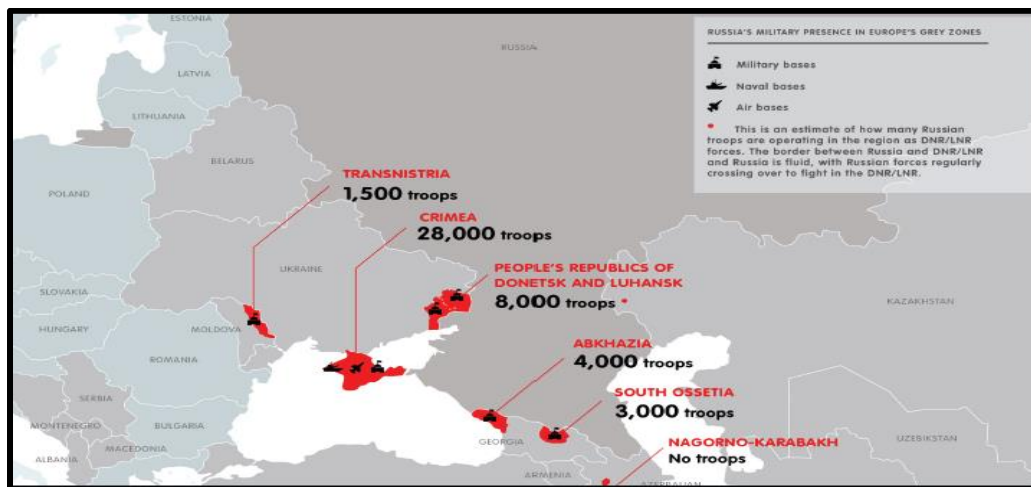 ESTONIA
RUSSIA
LATVIA
LITHUANIA
BELARUS
POLAND
UKRAINE
SLOVAKIA
HUNGARY
MOLDOVA
ROMANIA
SERBIA
MONTENEGRO
BULGARIA
MACEDONIA
ALBANIA
KAZAKHSTAN
UZBEKISTAN
GEORGIA
ARMENIA
AZERBAIJAN
RUSSIA'S MILITARY PRESENCE IN EUROPE'S GREY ZONES
Military bases
Naval bases
Air bases
* This is an estimate of how many Russian
troops are operating in the region as DNR/LNR
forces. The border between Russia and DNR/LNR
and Russia is fluid, with Russian forces regularly
crossing over to fight in the DNR/LNR.
TRANSNISTRIA
1,500 troops
CRIMEA
28,000 troops
PEOPLE'S REPUBLICS OF
DONETSK AND LUHANSK
8,000 troops *
ABKHAZIA
4,000 troops
SOUTH OSSETIA
3,000 troops
NAGORNO-KARABAKH
No troops